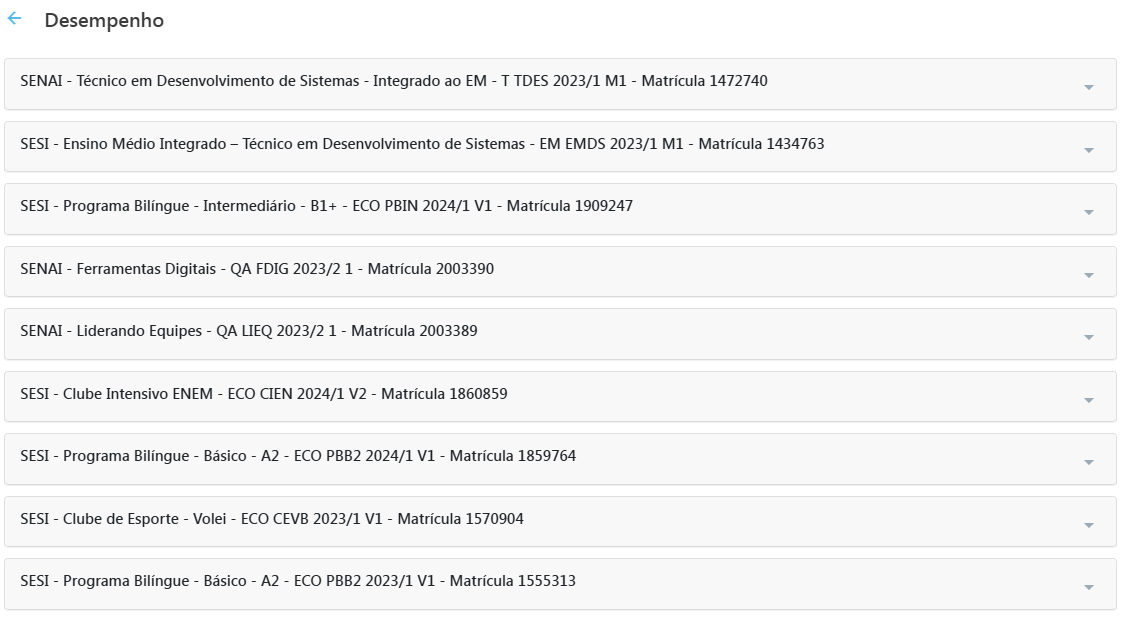 Desempenho
SENAI - Técnico em Desenvolvimento de Sistemas - Integrado ao EM - T TDES 2023/1 M1 - Matrícula 1472740
SESI - Ensino Médio Integrado – Técnico em Desenvolvimento de Sistemas - EM EMDS 2023/1 M1 - Matrícula 1434763
SESI - Programa Bilíngue - Intermediário - B1+ - ECO PBIN 2024/1 V1 - Matrícula 1909247
SENAI - Ferramentas Digitais - QA FDIG 2023/2 1 - Matrícula 2003390
SENAI - Liderando Equipes - QA LIEQ 2023/2 1 - Matrícula 2003389
SESI - Clube Intensivo ENEM - ECO CIEN 2024/1 V2 - Matrícula 1860859
SESI - Programa Bilíngue - Básico - A2 - ECO PBB2 2024/1 V1 - Matrícula 1859764
SESI - Clube de Esporte - Volei - ECO CEVB 2023/1 V1 - Matrícula 1570904
SESI - Programa Bilíngue - Básico - A2 - ECO PBB2 2023/1 V1 - Matrícula 1555313